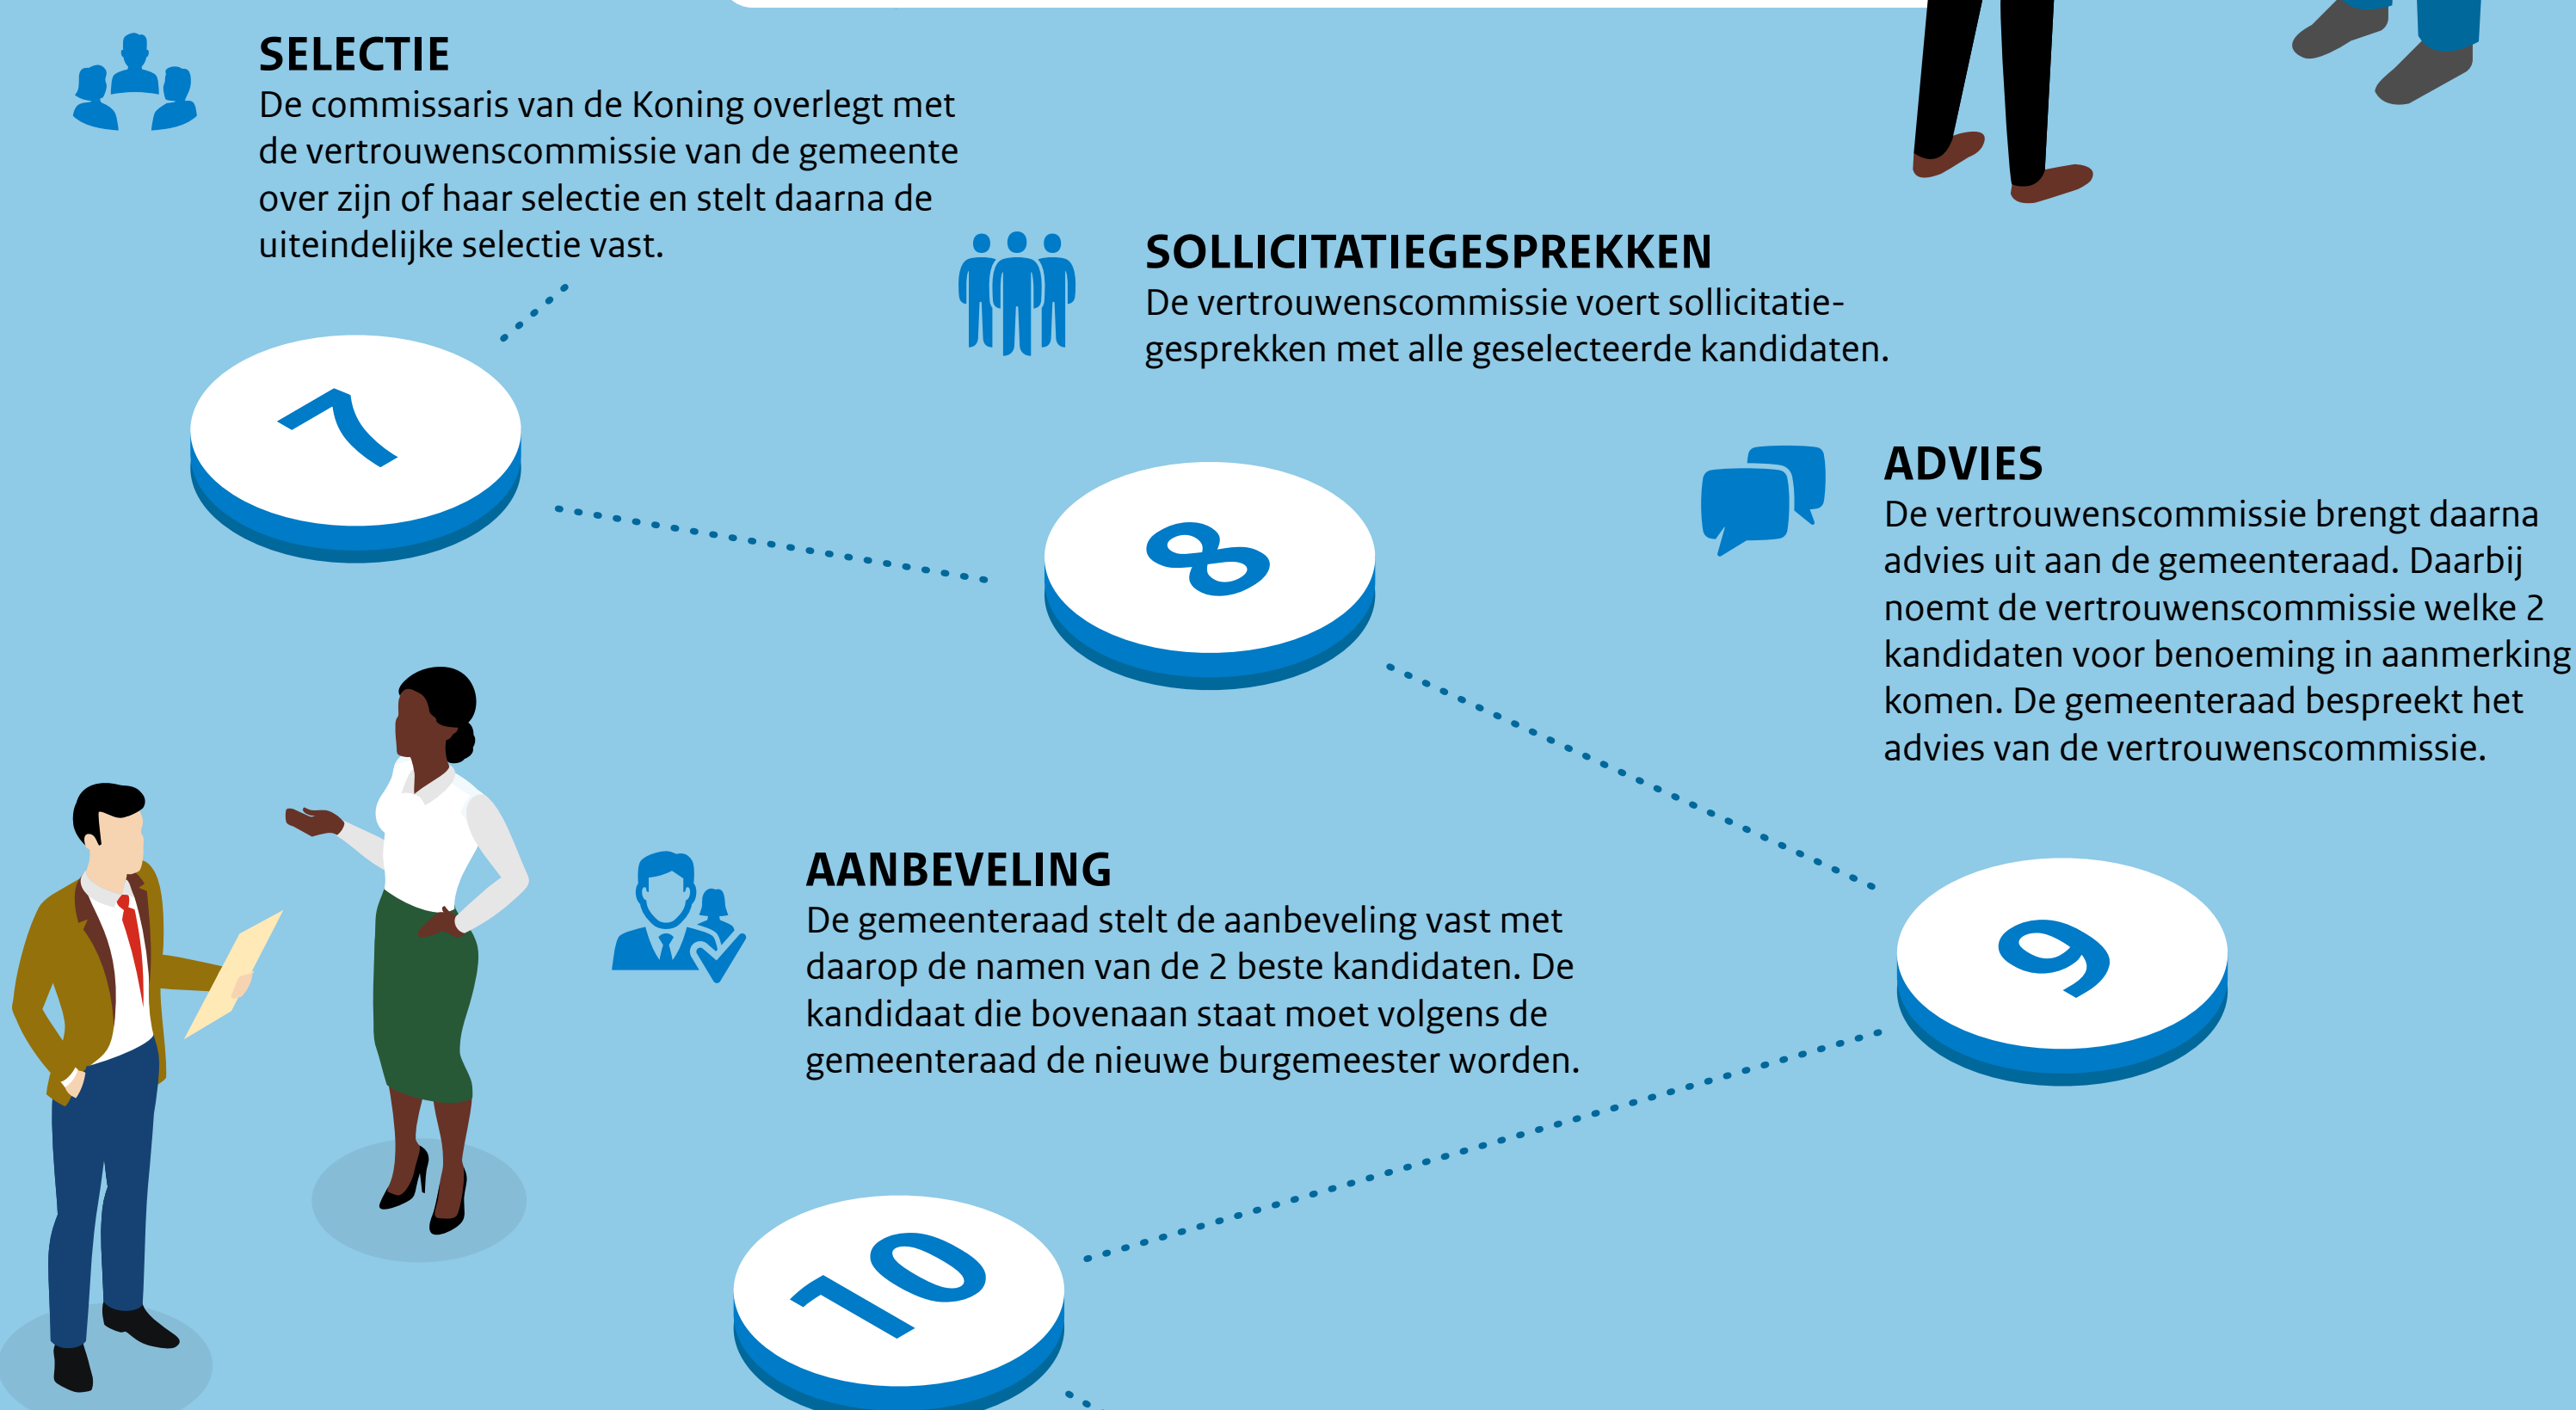 SELECTIE
De commissaris van de Koning overlegt met
de vertrouwenscommissie van de gemeente
over zijn of haar selectie en stelt daarna de
uiteindelijke selectie vast.
7
SOLLICITATIEGESPREKKEN
De vertrouwenscommissie voert sollicitatie-
gesprekken met alle geselecteerde kandidaten.
8
ADVIES
De vertrouwenscommissie brengt daarna
advies uit aan de gemeenteraad. Daarbij
noemt de vertrouwenscommissie welke 2
kandidaten voor benoeming in aanmerking
komen. De gemeenteraad bespreekt het
advies van de vertrouwenscommissie.
9
AANBEVELING
De gemeenteraad stelt de aanbeveling vast met
daarop de namen van de 2 beste kandidaten. De
kandidaat die bovenaan staat moet volgens de
gemeenteraad de nieuwe burgemeester worden.
10